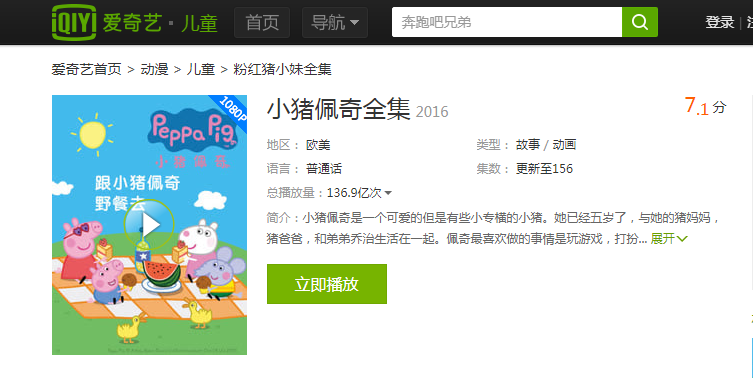 iQIYI 爱奇艺 · 儿童 首页 导航 奔跑吧兄弟 登录
爱奇艺首页 > 动漫 > 儿童 > 粉红猪小妹全集
1080P
Peppa Pig
小猪佩奇
跟小猪佩奇
野餐去
小猪佩奇全集 2016
7.1 分
地区： 欧美 类型： 故事 / 动画
语言： 普通话 集数： 更新至156
总播放量：136.9亿次
简介：小猪佩奇是一个可爱的但是有些小专横的小猪。她已经五岁了，与她的猪妈妈，
猪爸爸，和弟弟乔治生活在一起。佩奇最喜欢做的事情是玩游戏，打扮... 展开
立即播放